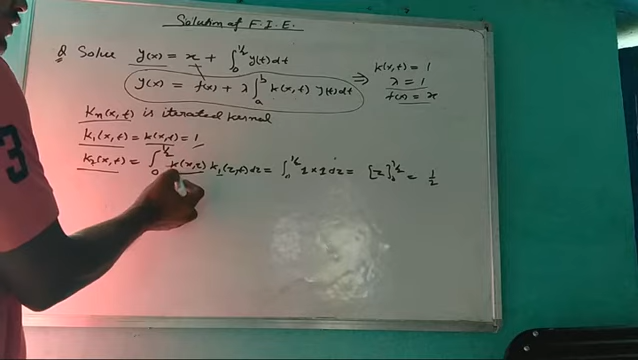 Solution of F.I.E.
Q Solve y(x) = x + ∫₀^½ y(t)dt
y(x) = f(x) + λ ∫ₐᵇ k(x,t) y(t)dt ⇒ k(x,t) = 1
λ = 1
f(x) = x
Kₙ(x,t) is iterated kernel
K₁(x,t) = k(x,t) = 1
K₂(x,t) = ∫₀^½ k(x,z) k₁(z,t)dz = ∫₀^½ 1×1 dz = [z]₀^½ = 1/2
3